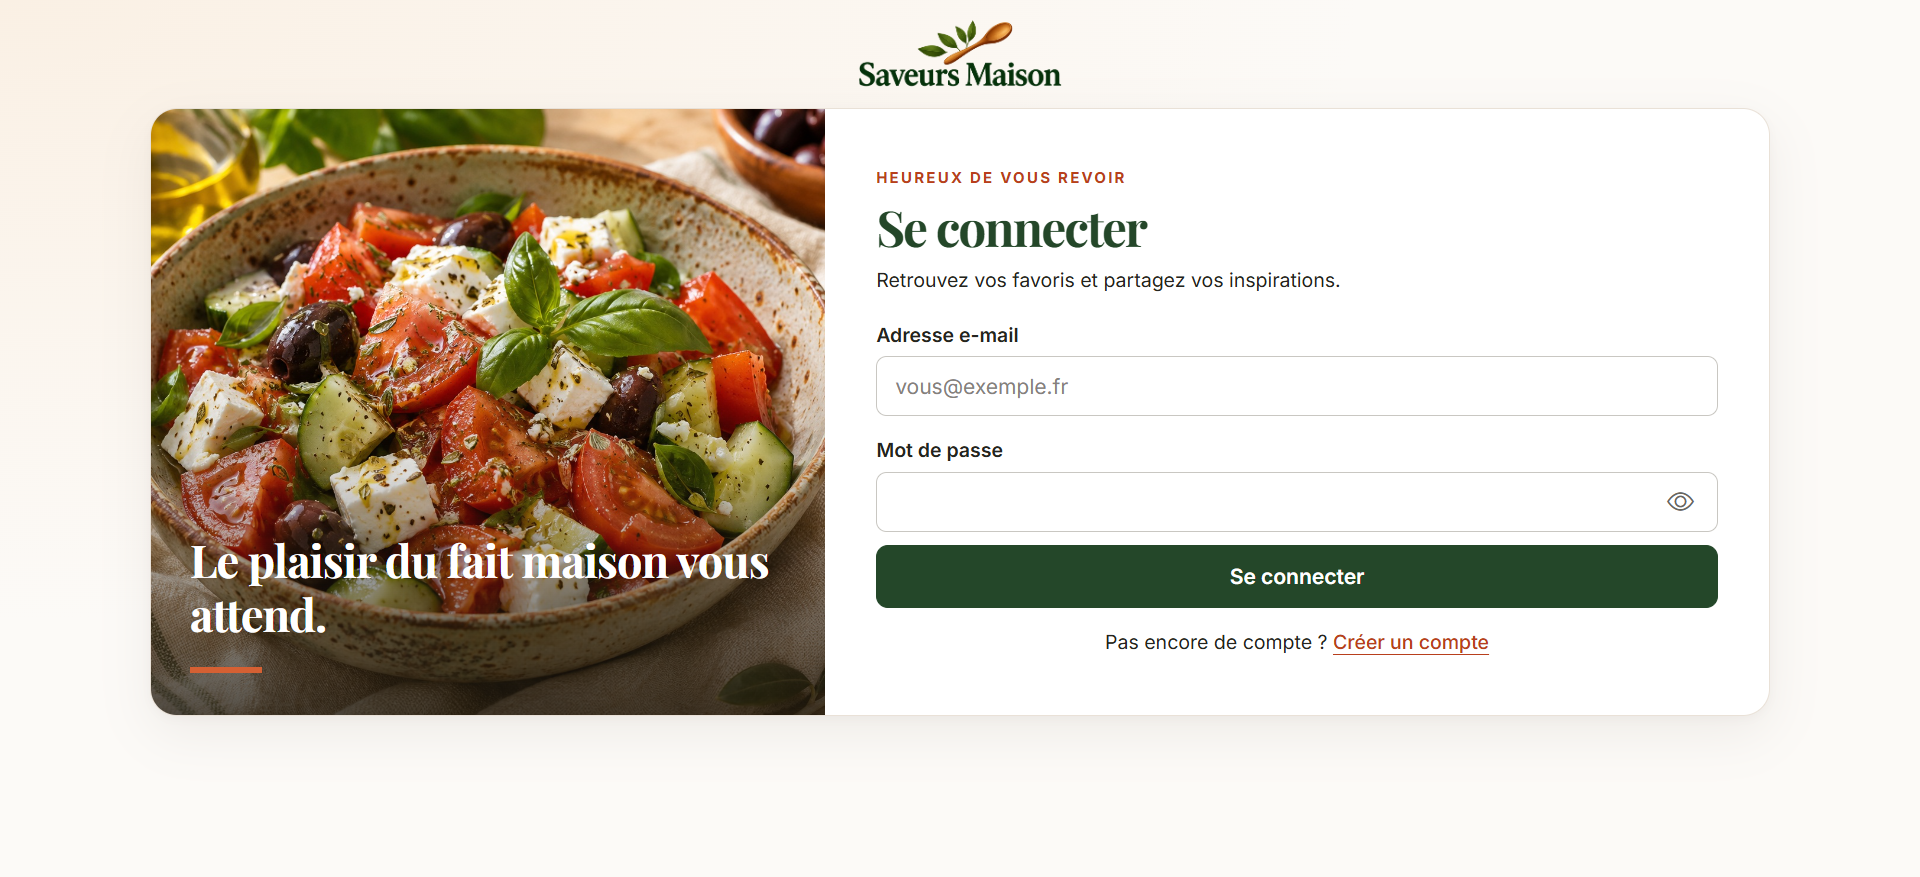 Saveurs Maison
Le plaisir du fait maison vous
attend.
HEUREUX DE VOUS REVOIR
Se connecter
Retrouvez vos favoris et partagez vos inspirations.
Adresse e-mail
vous@exemple.fr
Mot de passe
Se connecter
Pas encore de compte ? Créer un compte